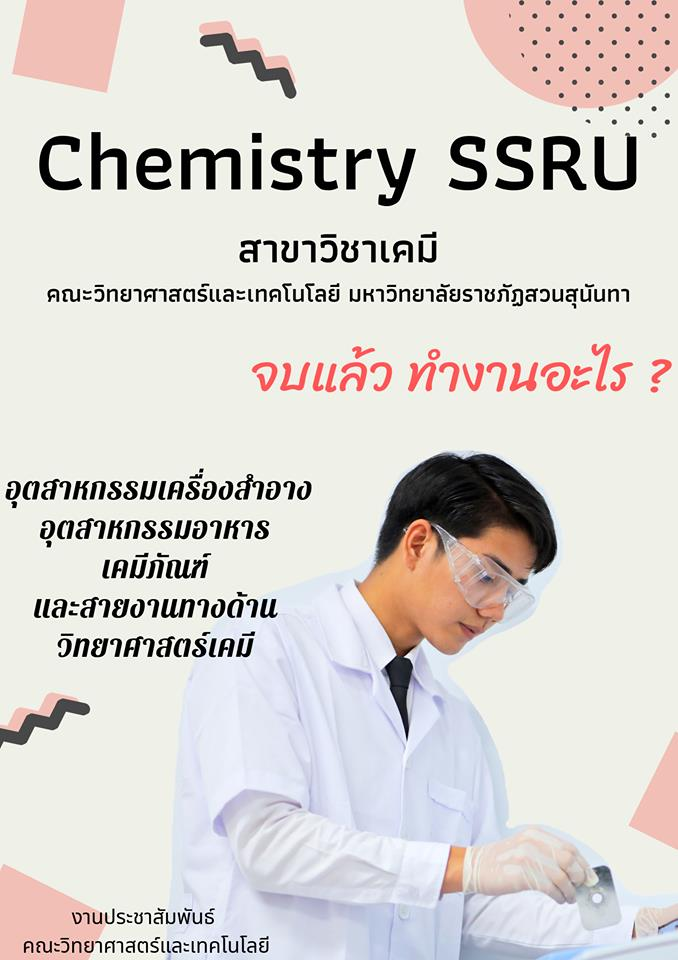 Chemistry SSRU
สาขาวิชาเคมี
คณะวิทยาศาสตร์และเทคโนโลยี มหาวิทยาลัยราชภัฏสวนสุนันทา
จบแล้ว ทำงานอะไร ?
อุตสาหกรรมเครื่องสำอาง
อุตสาหกรรมอาหาร
เคมีภัณฑ์
และสายงานทางด้าน
วิทยาศาสตร์เคมี
งานประชาสัมพันธ์
คณะวิทยาศาสตร์และเทคโนโลยี